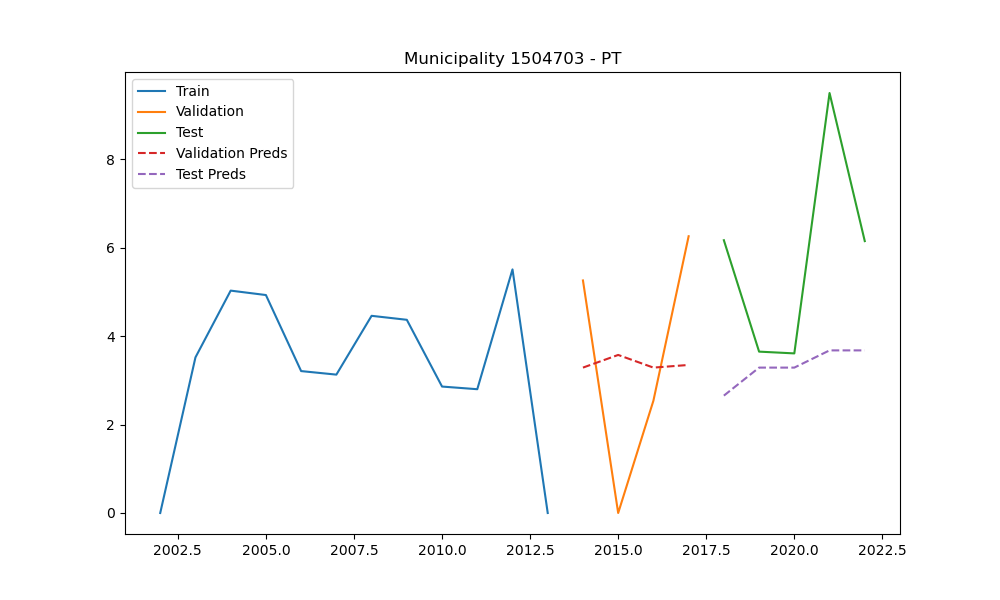 Municipality 1504703 - PT
Train
Validation
Test
Validation Preds
Test Preds
8
6
4
2
0
2002.5 2005.0 2007.5 2010.0 2012.5 2015.0 2017.5 2020.0 2022.5